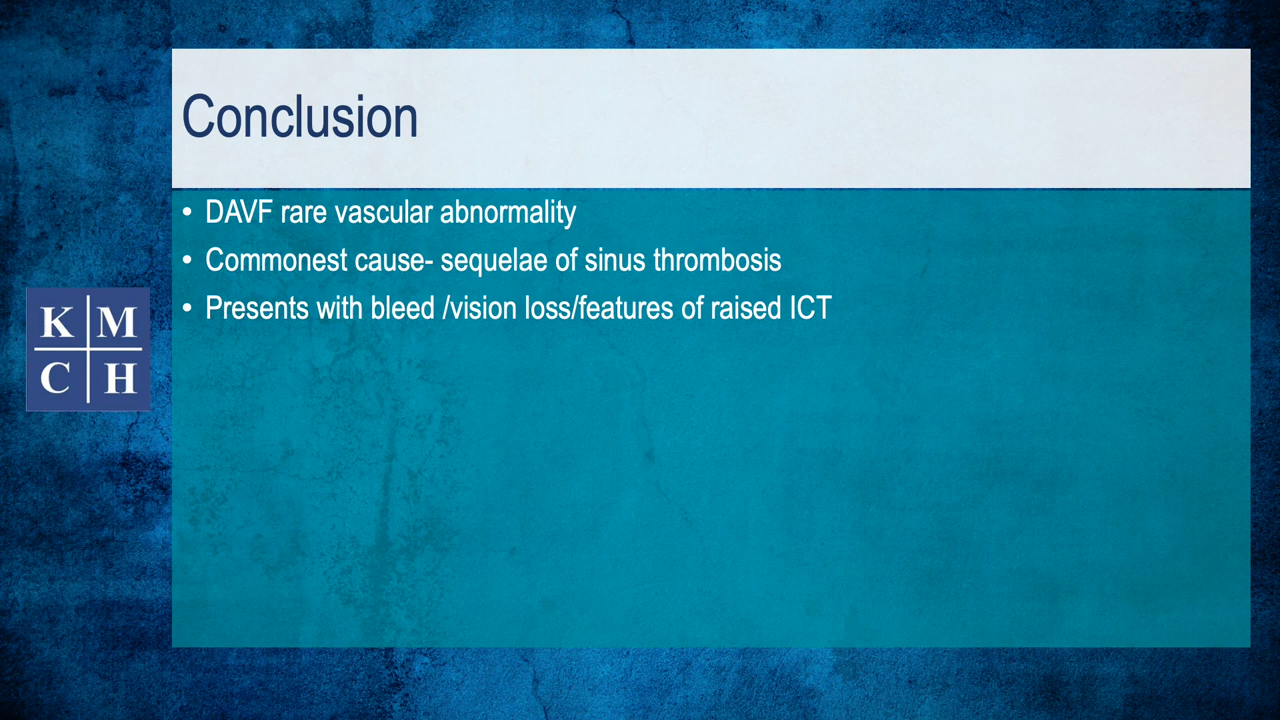 Conclusion
• DAVF rare vascular abnormality
• Commonest cause- sequelae of sinus thrombosis
• Presents with bleed /vision loss/features of raised ICT
K M
C H